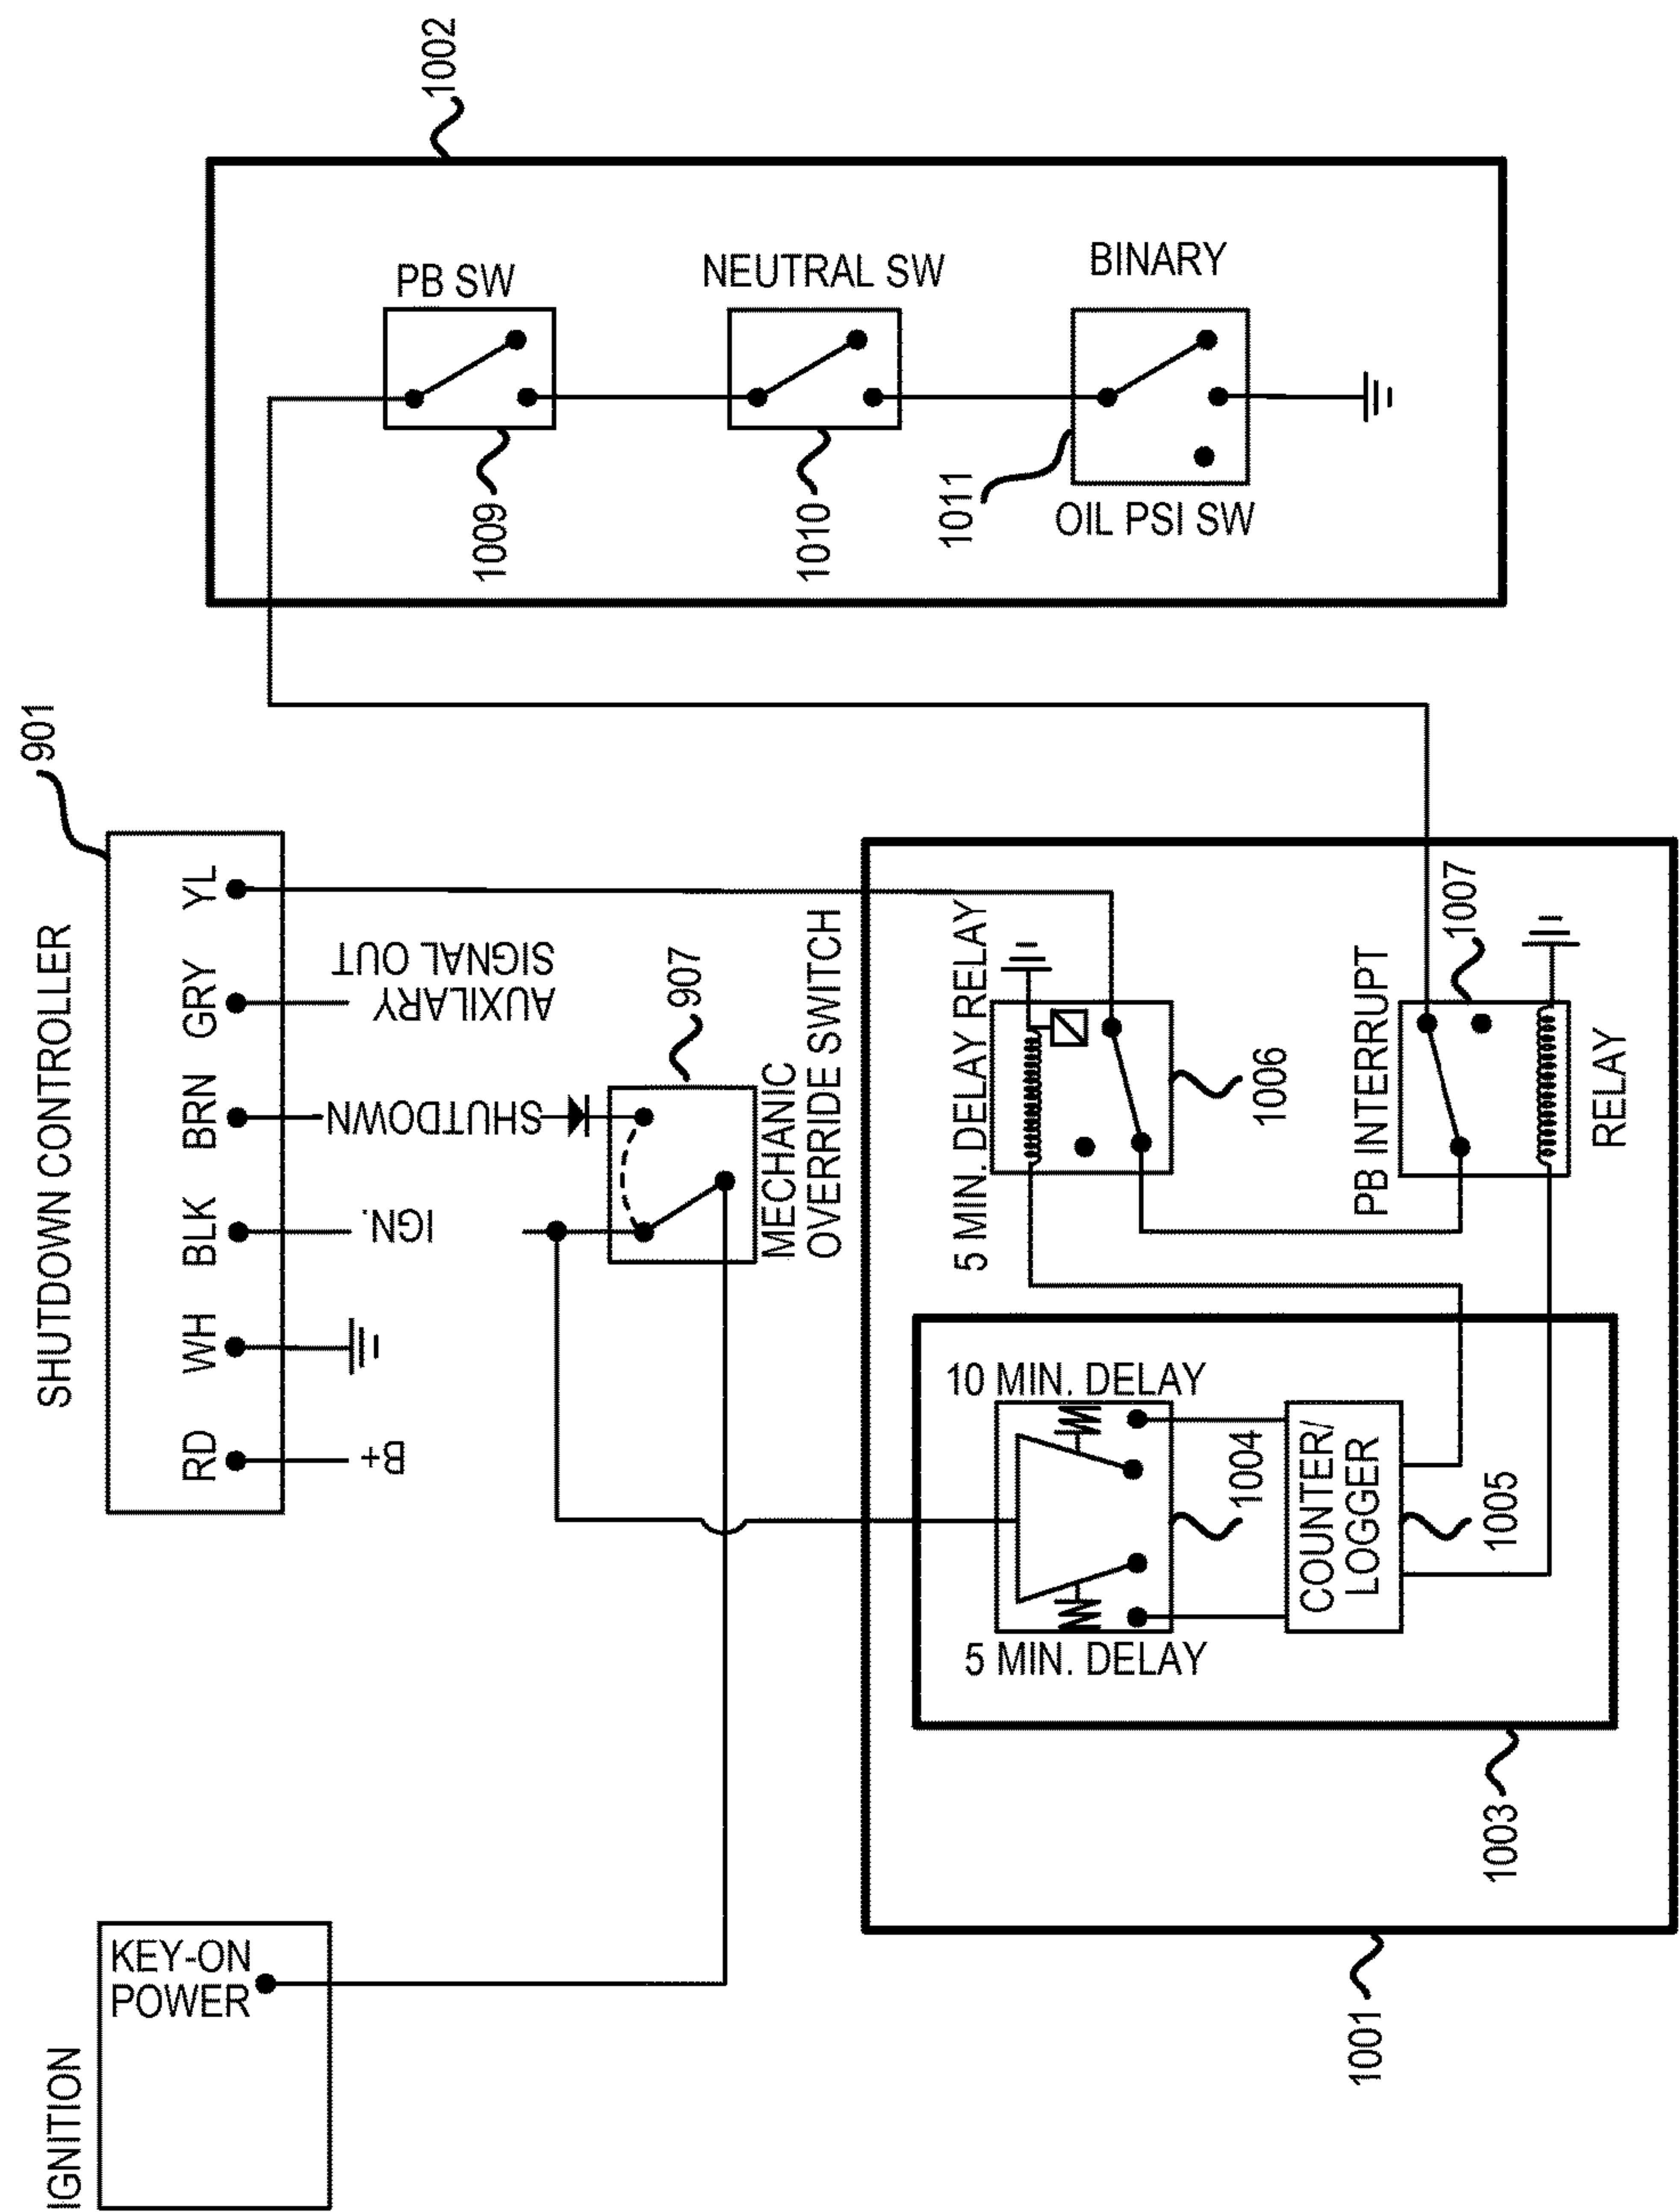 1002
PB SW
NEUTRAL SW
BINARY
1009
1010
1011
OIL PSI SW
901
SHUTDOWN CONTROLLER
RD
WH
BLK
BRN
GRY
YL
B+
IGN.
SHUTDOWN
AUXILARY
SIGNAL OUT
907
MECHANIC
OVERRIDE SWITCH
IGNITION
KEY-ON
POWER
5 MIN. DELAY RELAY
1006
PB INTERRUPT
1007
RELAY
10 MIN. DELAY
5 MIN. DELAY
1004
COUNTER/
LOGGER
1005
1003
1001